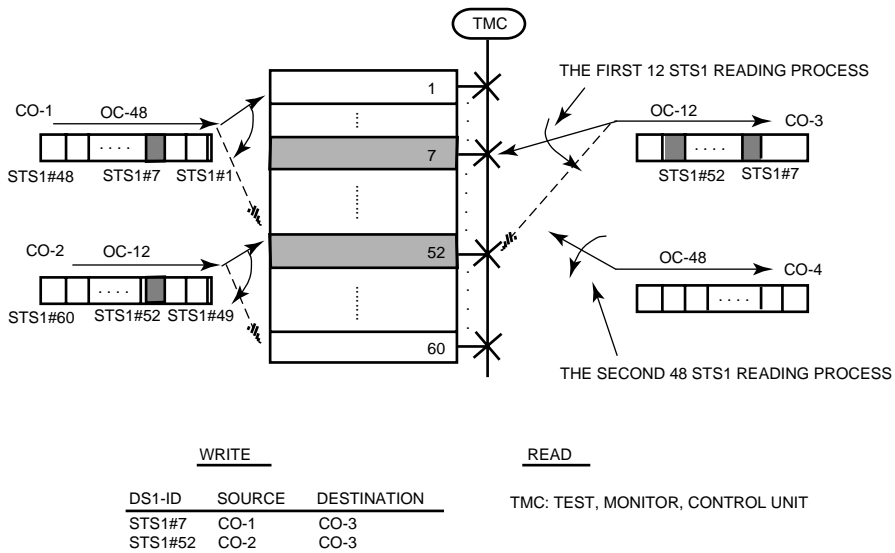 TMC
1
THE FIRST 12 STS1 READING PROCESS
CO-1 OC-48
....
STS1#48 STS1#7 STS1#1
7
OC-12 CO-3
....
STS1#52 STS1#7
CO-2 OC-12
....
STS1#60 STS1#52 STS1#49
52
OC-48 CO-4
....
60
THE SECOND 48 STS1 READING PROCESS
WRITE
READ
DS1-ID SOURCE DESTINATION
STS1#7 CO-1 CO-3
STS1#52 CO-2 CO-3
TMC: TEST, MONITOR, CONTROL UNIT